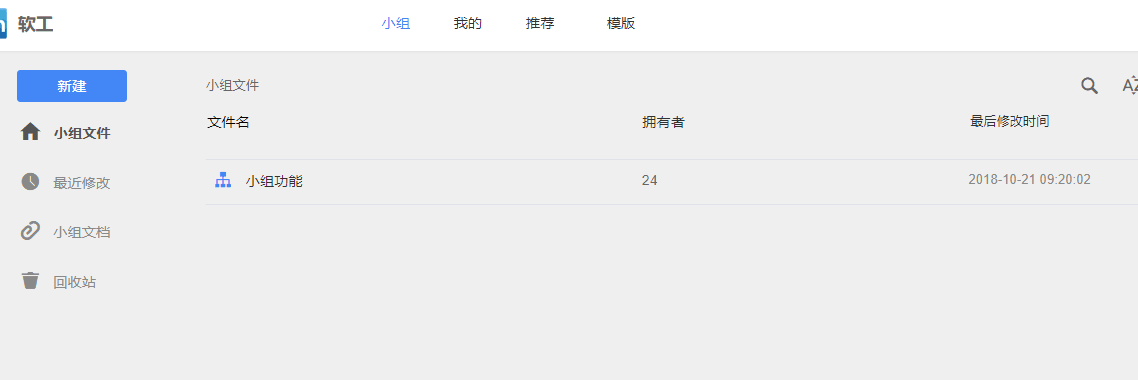 软工
小组 我的 推荐 模版
新建
小组文件
最近修改
小组文档
回收站
小组文件
文件名 拥有者 最后修改时间
小组功能 24 2018-10-21 09:20:02